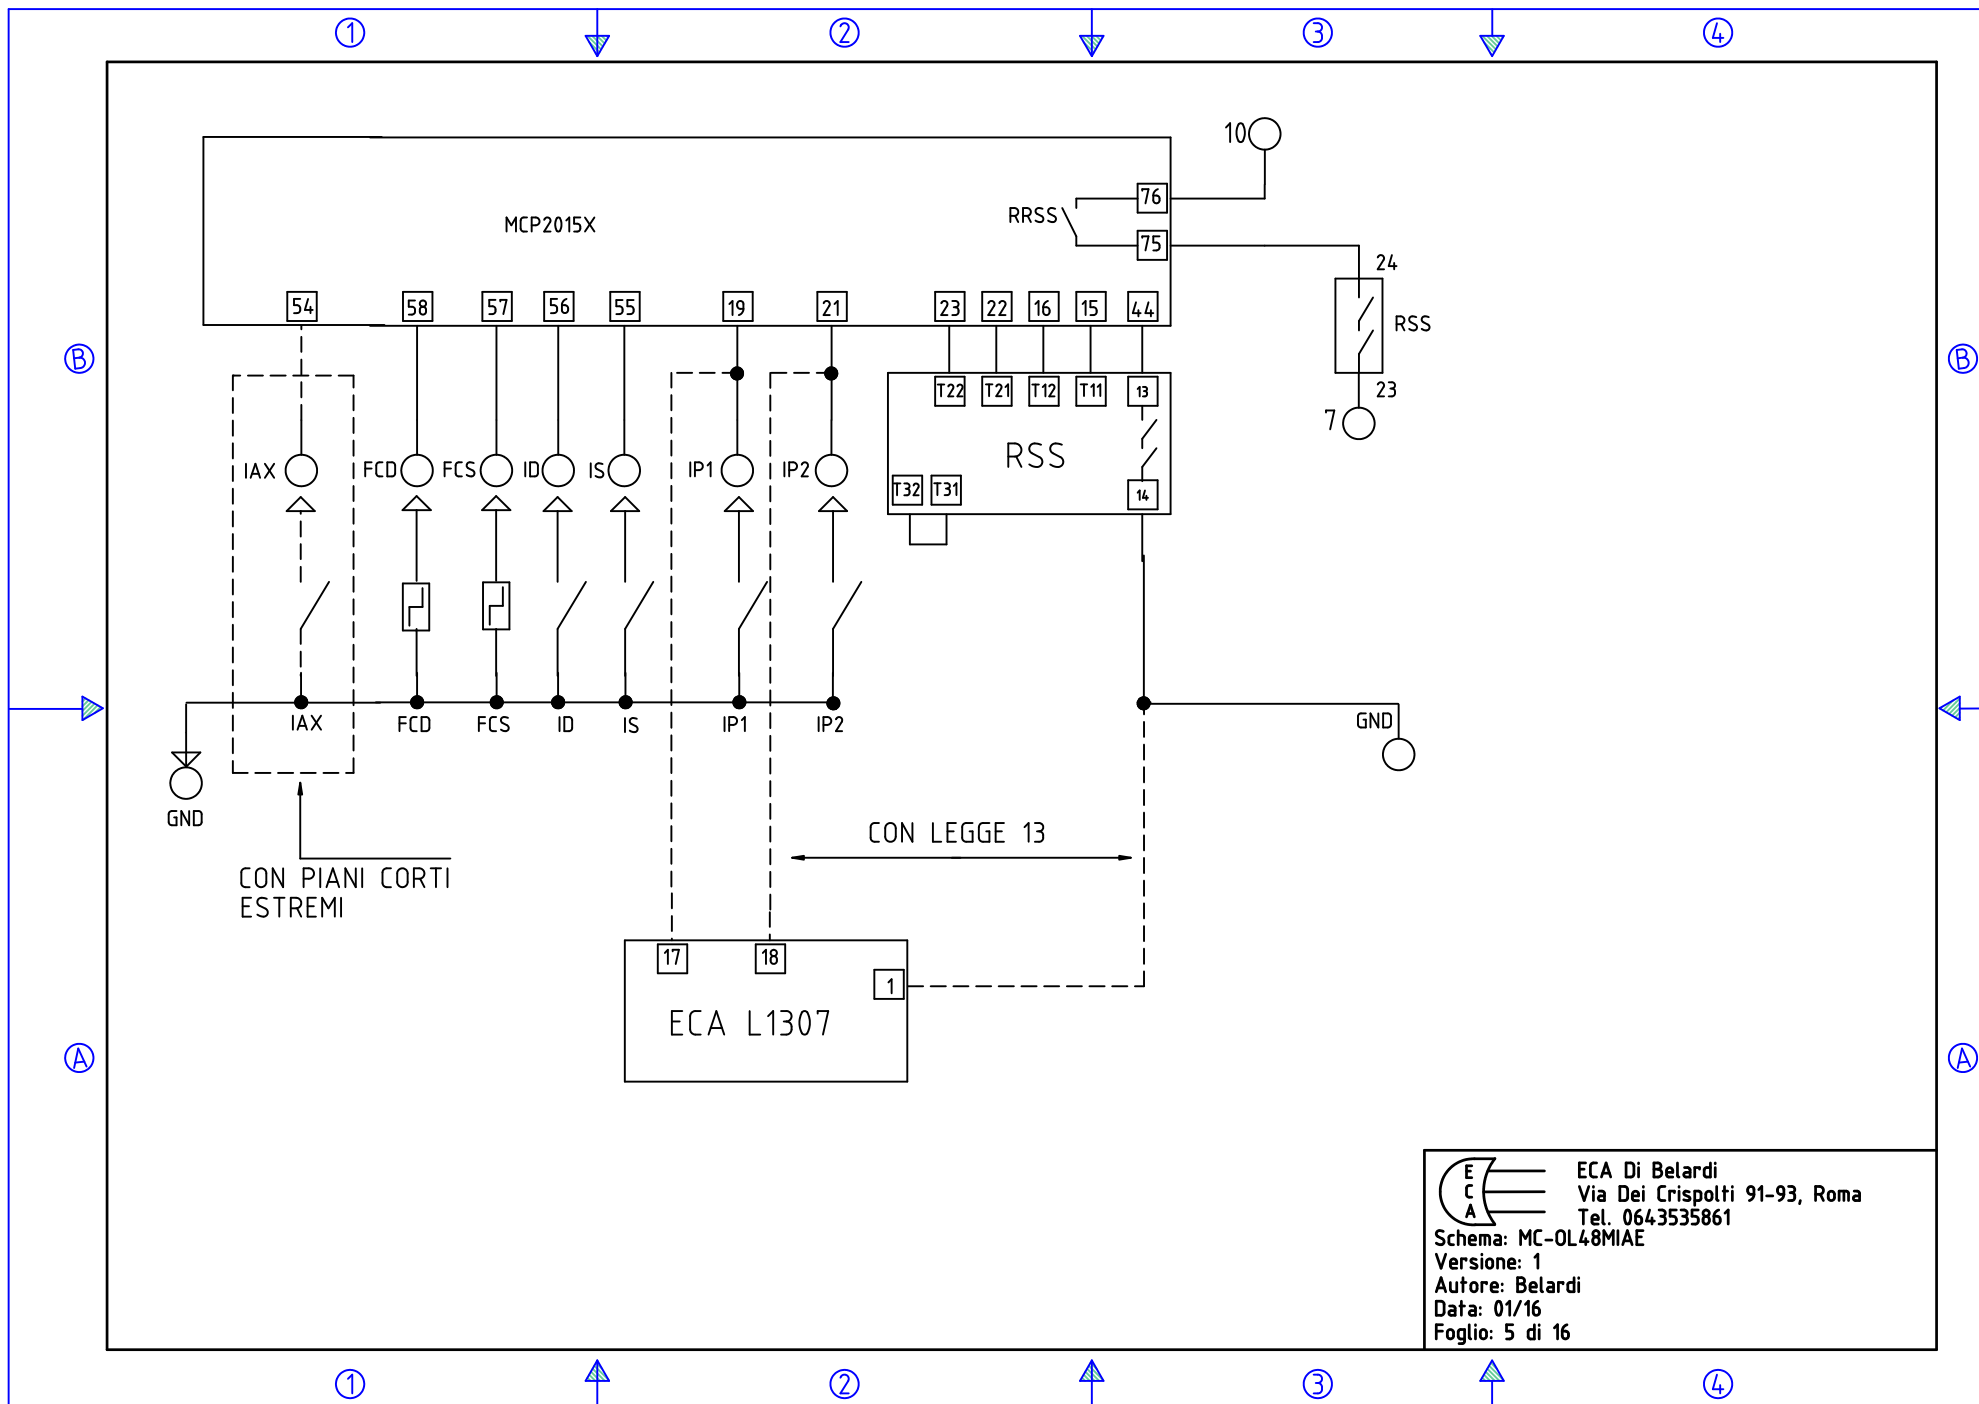 1 2 3 4
10
76
RRSS
MCP2015X
75
24
54 58 57 56 55 19 21 23 22 16 15 44
RSS
B B
T22 T21 T12 T11 13
23
7
RSS
IAX FCD FCS ID IS IP1 IP2
T32 T31 14
IAX FCD FCS ID IS IP1 IP2
GND
GND
CON LEGGE 13
CON PIANI CORTI
ESTREMI
17 18
1
ECA L1307
A A
E
C
A
ECA Di Belardi
Via Dei Crispolti 91-93, Roma
Tel. 0643535861
Schema: MC-OL48MIAE
Versione: 1
Autore: Belardi
Data: 01/16
Foglio: 5 di 16
1 2 3 4